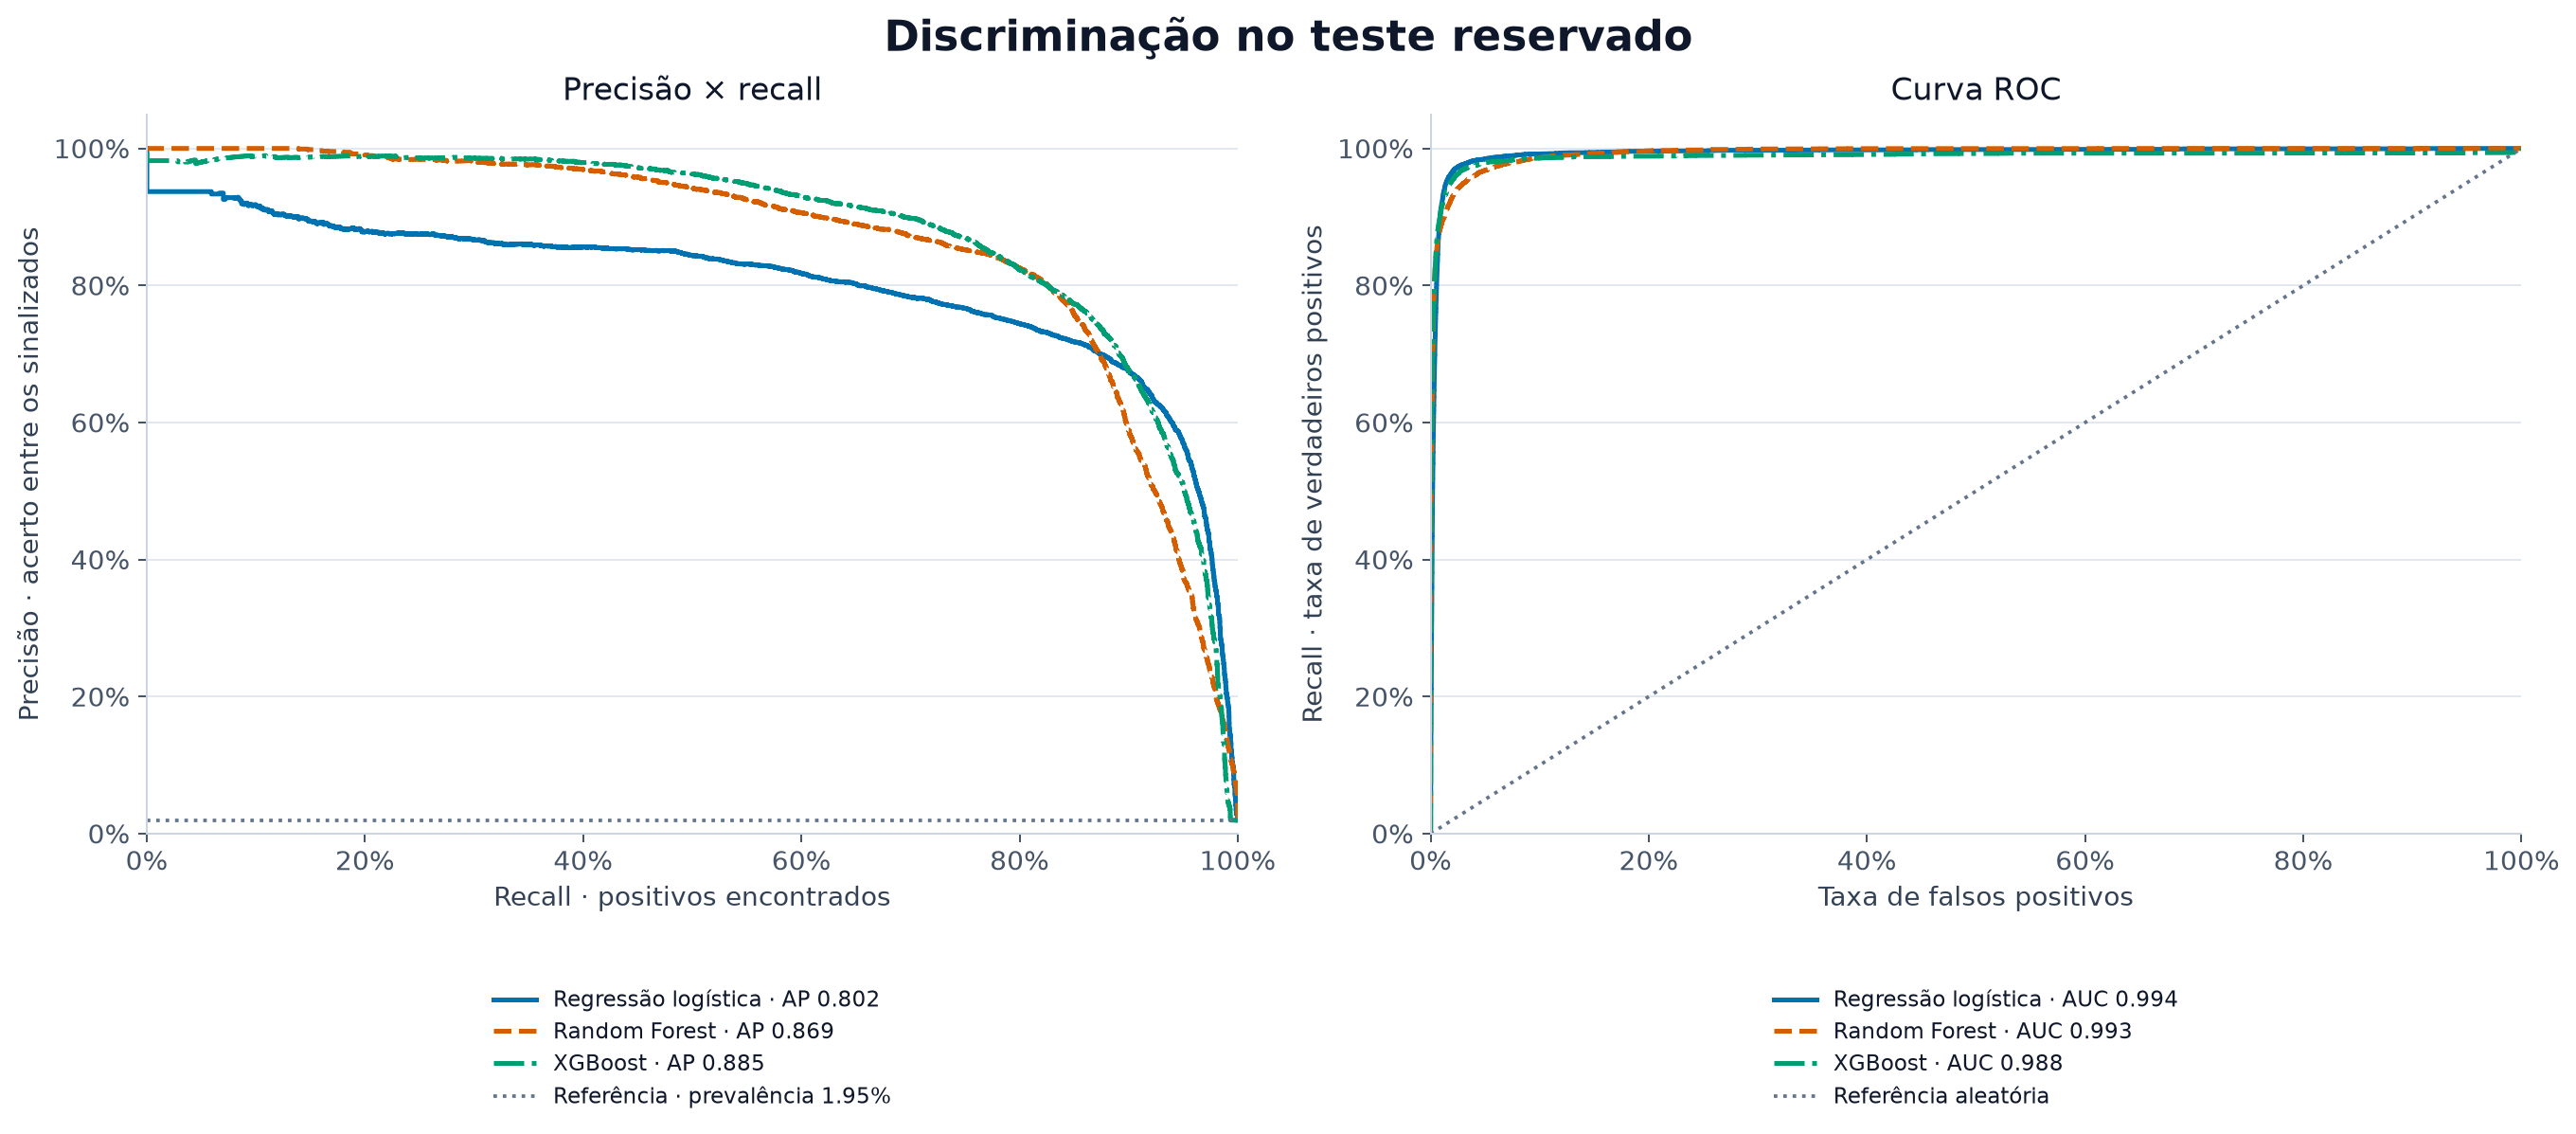 Discriminação no teste reservado
Precisão × recall
Precisão · acerto entre os sinalizados
100%
80%
60%
40%
20%
0%
0%
20%
40%
60%
80%
100%
Recall · positivos encontrados
Regressão logística · AP 0.802
Random Forest · AP 0.869
XGBoost · AP 0.885
Referência · prevalência 1.95%
Curva ROC
Recall · taxa de verdadeiros positivos
100%
80%
60%
40%
20%
0%
0%
20%
40%
60%
80%
100%
Taxa de falsos positivos
Regressão logística · AUC 0.994
Random Forest · AUC 0.993
XGBoost · AUC 0.988
Referência aleatória